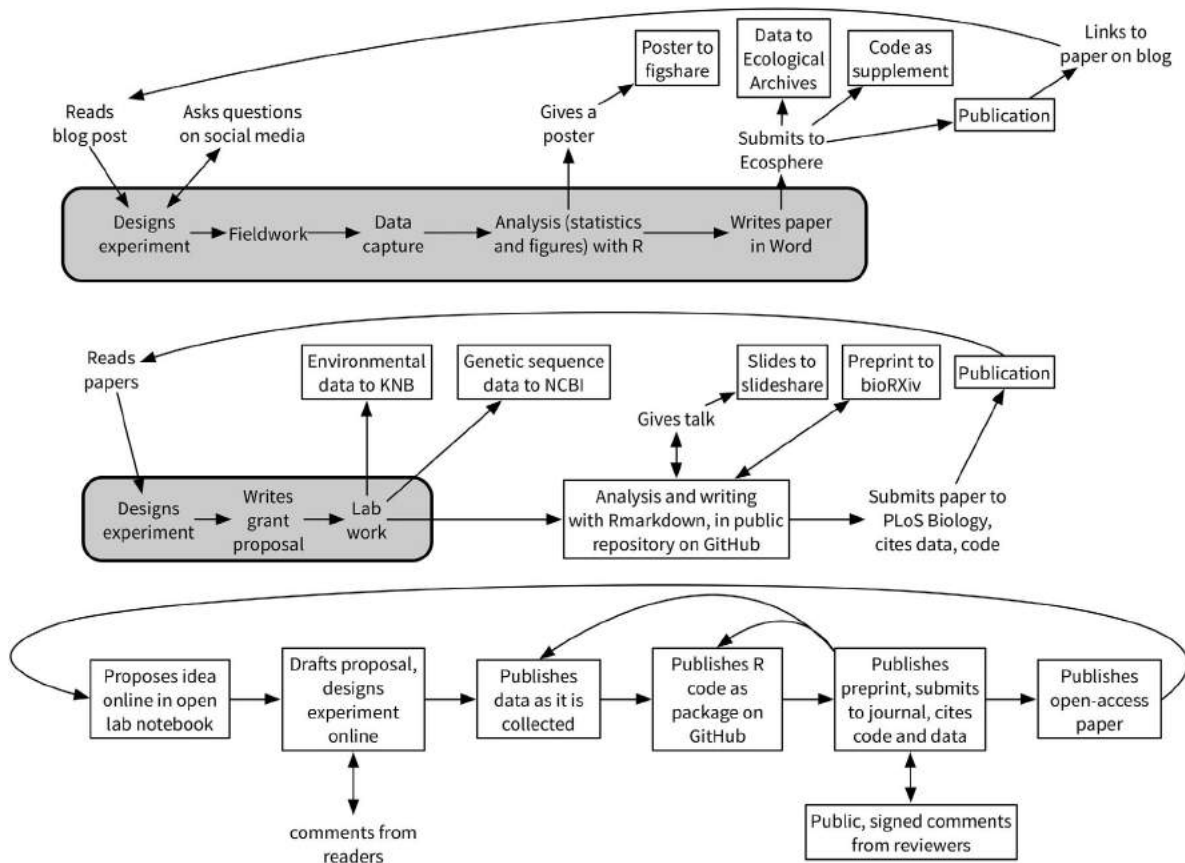 Links to
paper on blog
Poster to
figshare
Data to
Ecological
Archives
Code as
supplement
Reads
blog post
Asks questions
on social media
Gives a
poster
Submits to
Ecosphere
Publication
Designs
experiment
Fieldwork
Data
capture
Analysis (statistics
and figures) with R
Writes paper
in Word
Reads
papers
Environmental
data to KNB
Genetic sequence
data to NCBI
Slides to
slideshare
Preprint to
bioRXiv
Publication
Gives talk
Designs
experiment
Writes
grant
proposal
Lab
work
Analysis and writing
with Rmarkdown, in public
repository on GitHub
Submits paper to
PLoS Biology,
cites data, code
Proposes idea
online in open
lab notebook
Drafts proposal,
designs
experiment
online
Publishes
data as it is
collected
Publishes R
code as
package on
GitHub
Publishes
preprint, submits
to journal, cites
code and data
Publishes
open-access
paper
comments from
readers
Public, signed comments
from reviewers